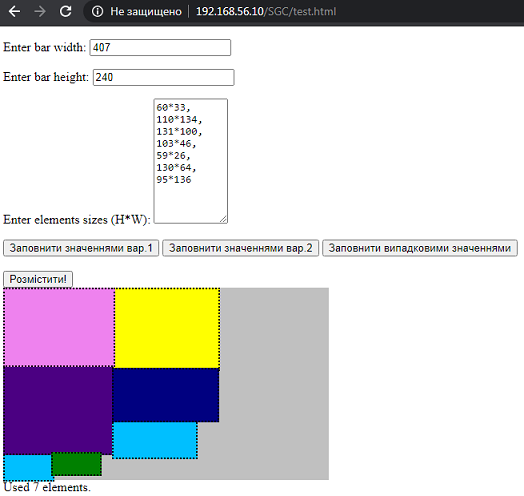 Не защищено 192.168.56.10/SGC/test.html
Enter bar width: 407
Enter bar height: 240
60*33,
110*134,
131*100,
103*46,
59*26,
130*64,
95*136
Enter elements sizes (H*W):
Заповнити значеннями вар.1 Заповнити значеннями вар.2 Заповнити випадковими значеннями
Розмістити!
Used 7 elements.